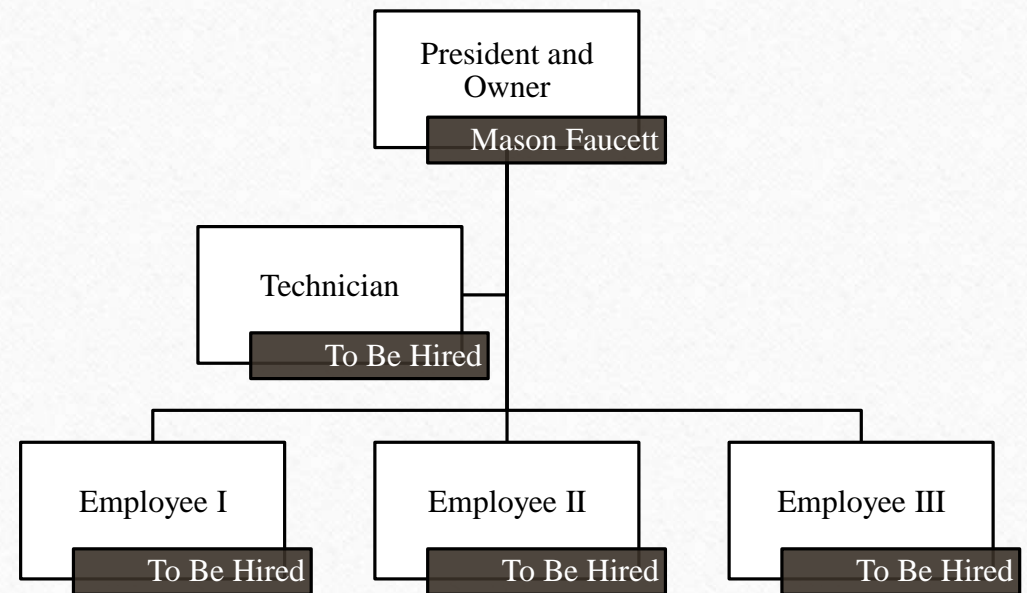 President and
Owner
Mason Faucett
Technician
To Be Hired
Employee I
To Be Hired
Employee II
To Be Hired
Employee III
To Be Hired